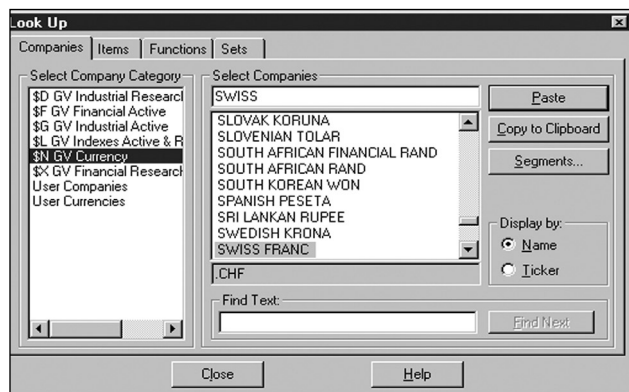 Look Up
Companies Items Functions Sets
Select Company Category
$D GV Industrial Research
$F GV Financial Active
$G GV Industrial Active
$L GV Indexes Active & R
$N GV Currency
$X GV Financial Research
User Companies
User Currencies
Select Companies
SWISS
SLOVAK KORUNA
SLOVENIAN TOLAR
SOUTH AFRICAN FINANCIAL RAND
SOUTH AFRICAN RAND
SOUTH KOREAN WON
SPANISH PESETA
SRI LANKAN RUPEE
SWEDISH KRONA
SWISS FRANC
.CHF
Find Text:
Find Next
Paste
Copy to Clipboard
Segments...
Display by:
Name
Ticker
Close Help